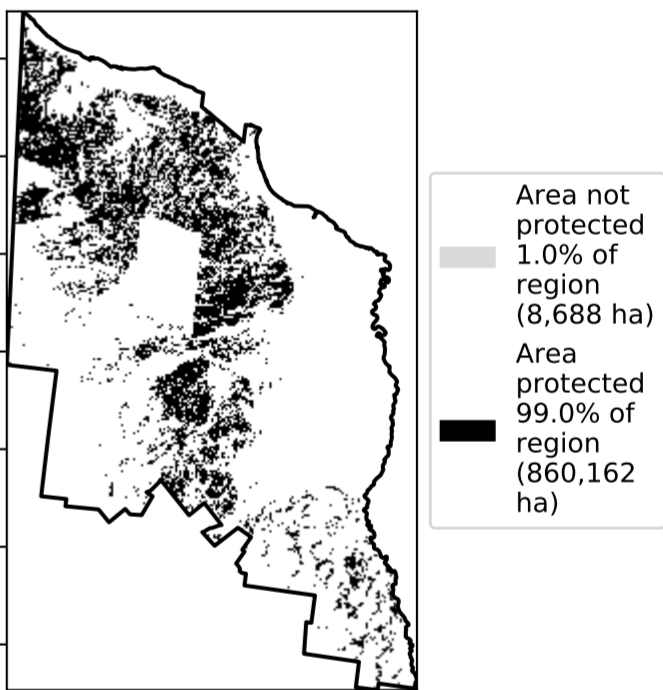 Area not
protected
1.0% of
region
(8,688 ha)
Area
protected
99.0% of
region
(860,162
ha)